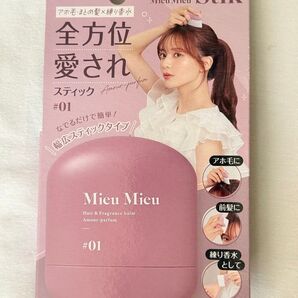 Mieu Mieu Stik
アホ毛·まとめ髪×練り香水
全方位
愛され
スティック
Amour-parfum
#01
なでるだけで簡単!
幅広スティックタイプ
アホ毛に
前髪に
練り香水
として
Mieu Mieu
Hair & Fragrance balm
Amour-parfum
#01